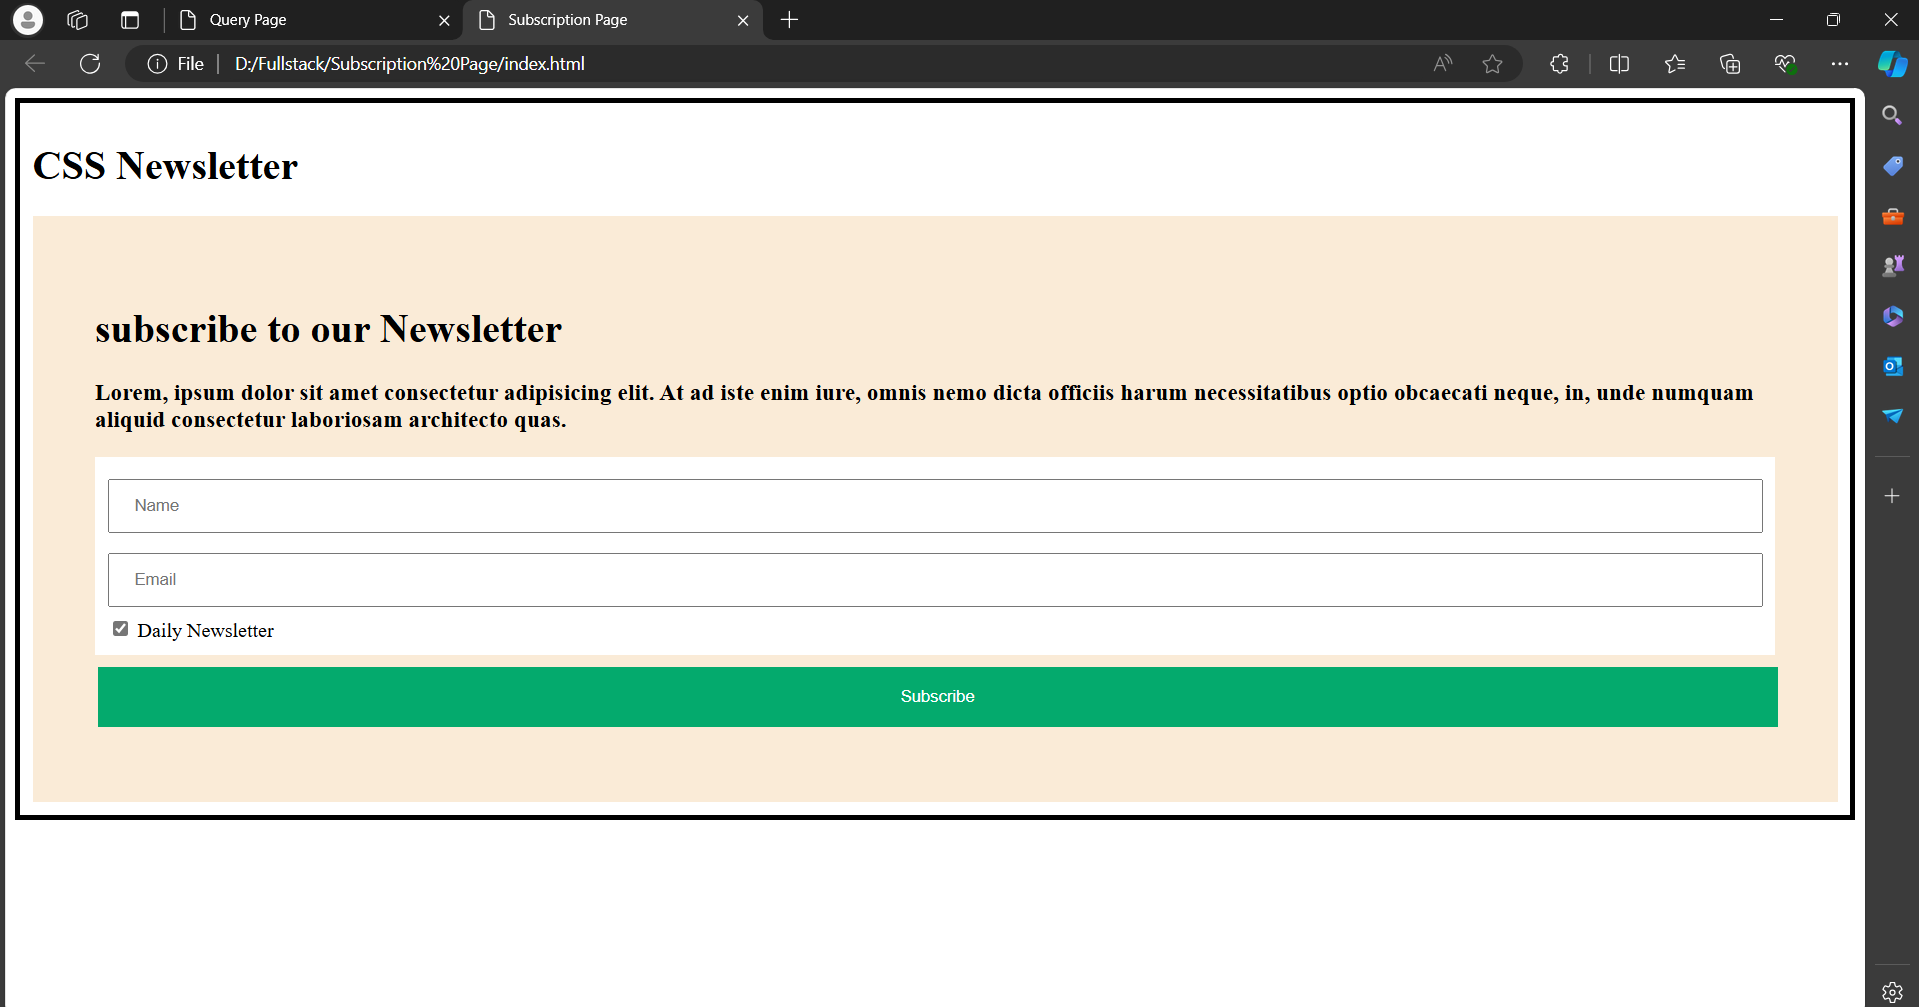 Query Page
Subscription Page
File
D:/Fullstack/Subscription%20Page/index.html
CSS Newsletter
subscribe to our Newsletter
Lorem, ipsum dolor sit amet consectetur adipisicing elit. At ad iste enim iure, omnis nemo dicta officiis harum necessitatibus optio obcaecati neque, in, unde numquam
aliquid consectetur laboriosam architecto quas.
Name
Email
Daily Newsletter
Subscribe